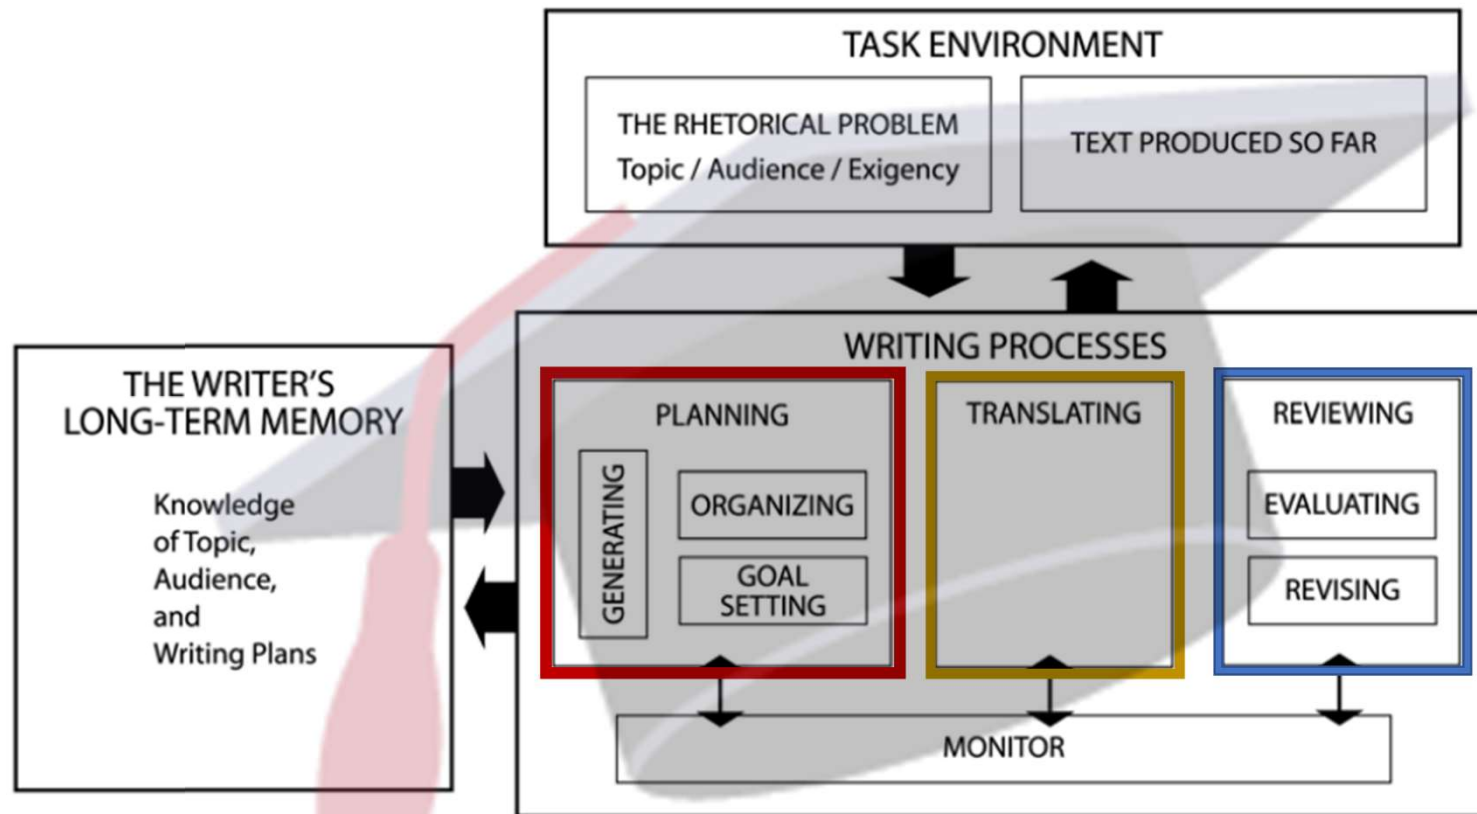 TASK ENVIRONMENT
THE RHETORICAL PROBLEM
Topic / Audience / Exigency
TEXT PRODUCED SO FAR
THE WRITER'S
LONG-TERM MEMORY
Knowledge
of Topic,
Audience,
and
Writing Plans
WRITING PROCESSES
PLANNING
GENERATING
ORGANIZING
GOAL
SETTING
TRANSLATING
REVIEWING
EVALUATING
REVISING
MONITOR